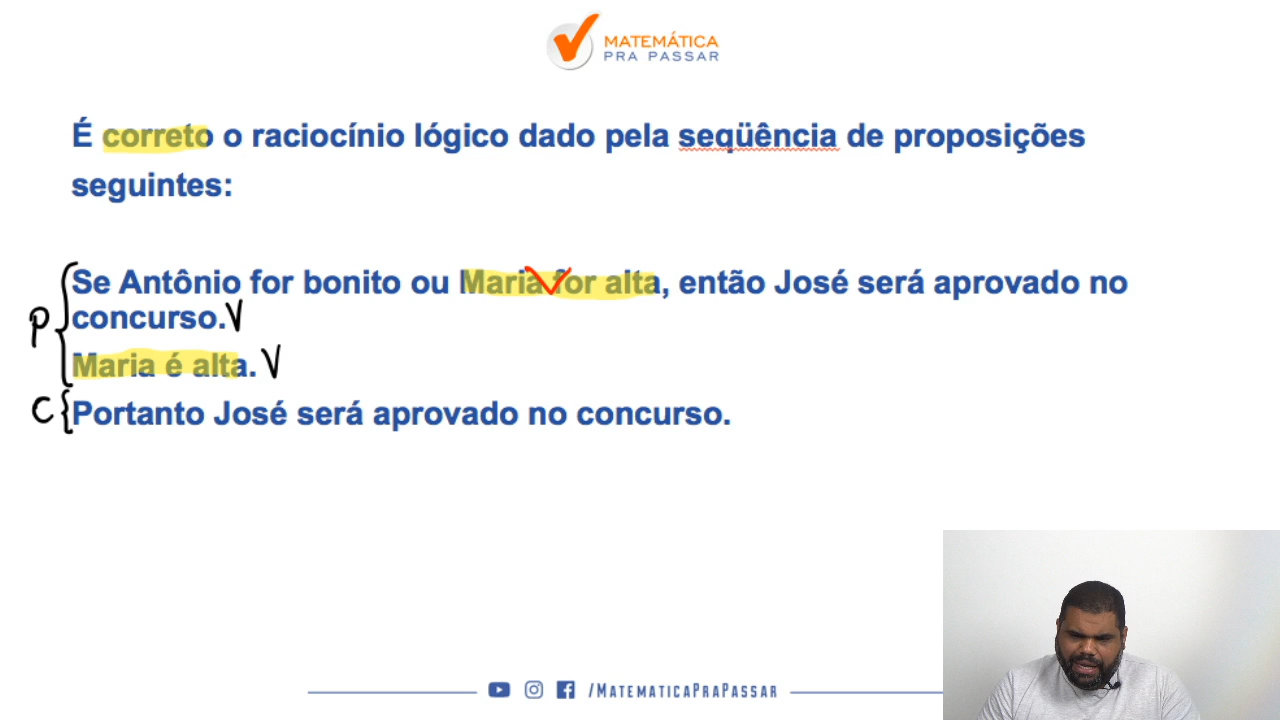 MATEMÁTICA
PRA PASSAR
É correto o raciocínio lógico dado pela seqüência de proposições
seguintes:
Se Antônio for bonito ou Maria for alta, então José será aprovado no
concurso. V
P
Maria é alta. V
C { Portanto José será aprovado no concurso.
/MATEMATICAPRAPASSAR